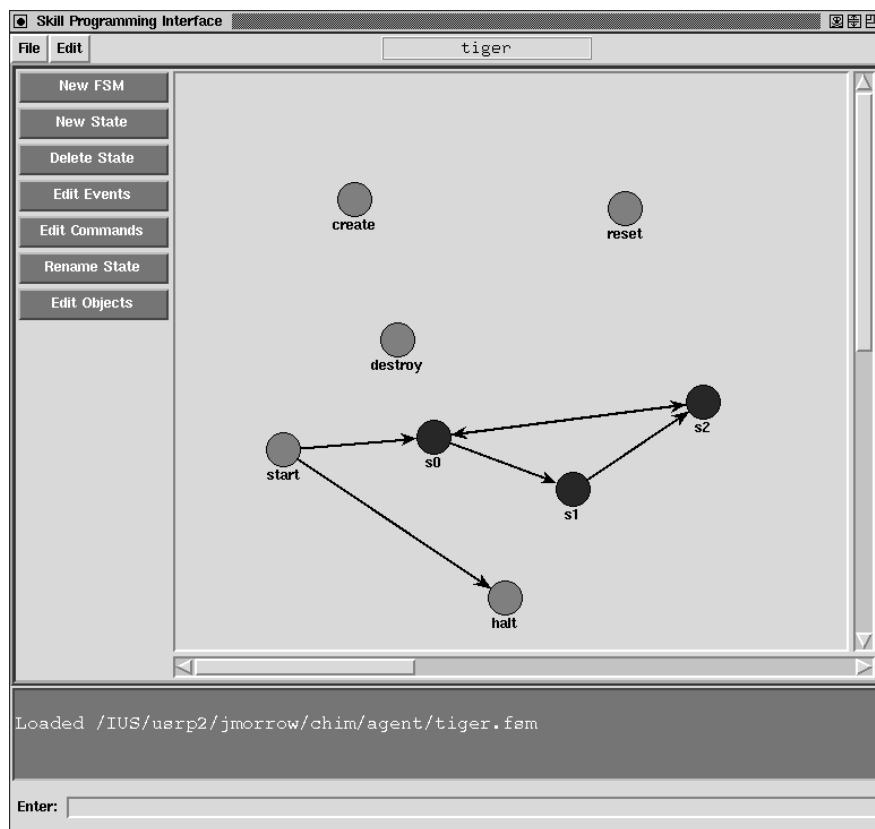 Skill Programming Interface
File Edit tiger
New FSM
New State
Delete State
Edit Events
Edit Commands
Rename State
Edit Objects
create
reset
destroy
s2
s0
start
s1
halt
Loaded /IUS/usrp2/jmorrow/chim/agent/tiger.fsm
Enter: